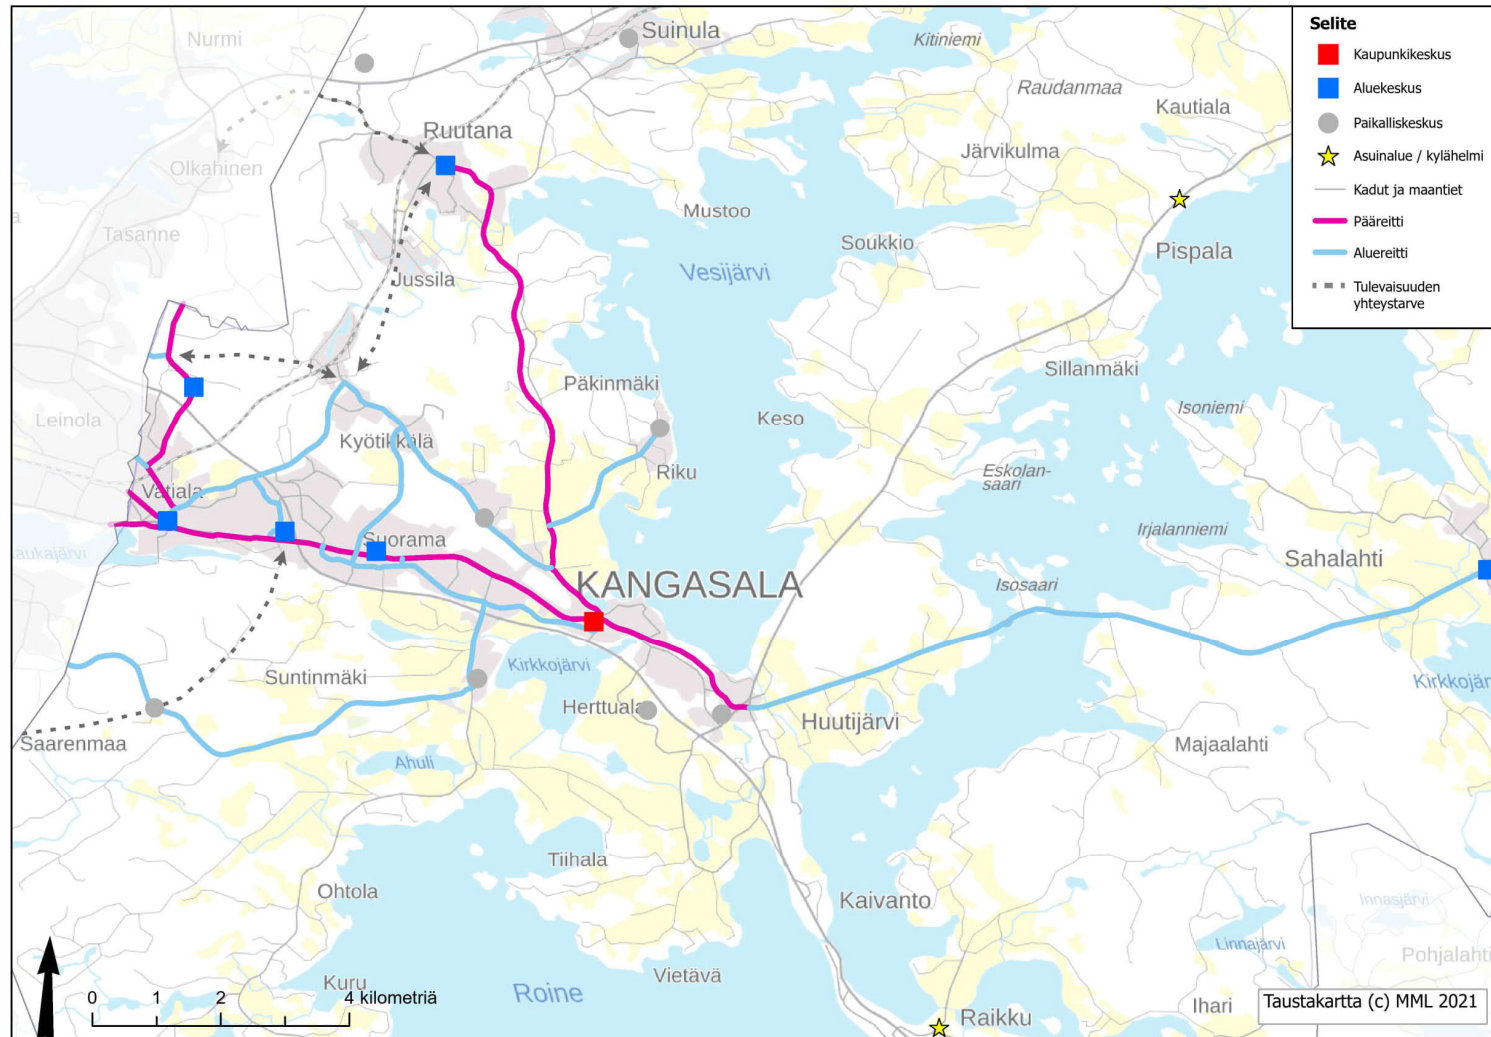 Nurmi
Suinula
Kitiniemi
Selite
Kaupunkikeskus
Aluekeskus
Paikalliskeskus
Asuinalue / kylähelmi
Kadut ja maantiet
Pääreitti
Aluereitti
Tulevaisuuden
yhteystarve
Raudanmaa
Kautiala
Ruutana
Järvikulma
Olkahinen
Mustoo
Tasanne
Soukkio
Pispala
Vesijärvi
Jussila
Sillanmäki
Päkinmäki
Isoniemi
Leinola
Keso
Kyötikkälä
Riku
Eskolan-
saari
Vatiala
Irjalanniemi
Suorama
Sahalahti
KANGASALA
Isosaari
Kirkkojärvi
Suntinmäki
Herttuala
Huutijärvi
Saarenmaa
Majaalahti
Ahuli
Tiihala
Ohtola
Kaivanto
Innasjärvi
Linnajärvi
Pohjalahti
Kuru
Vietävä
Roine
0 1 2 4 kilometriä
Raikku
Ihari
Taustakartta (c) MML 2021